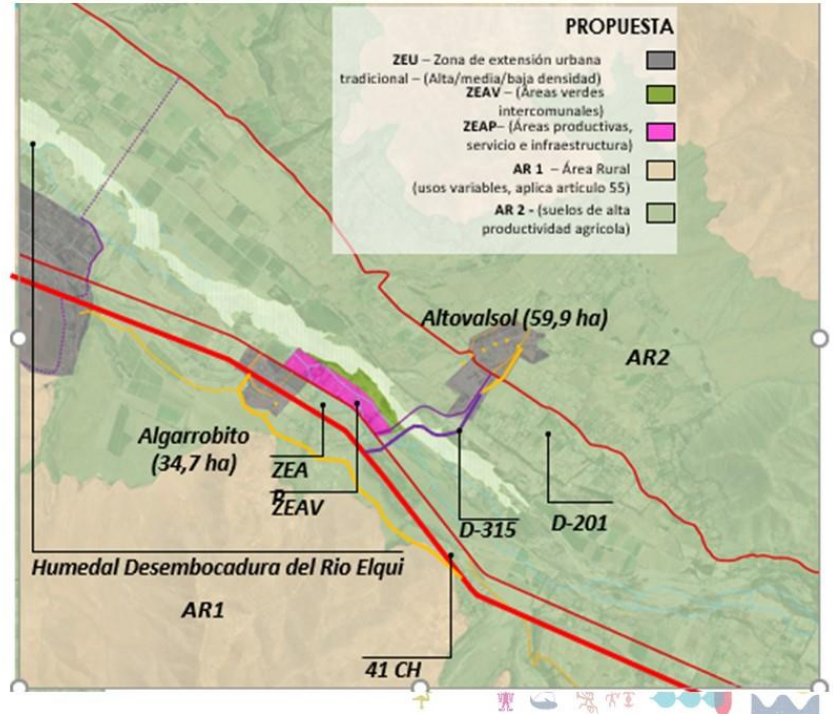 PROPUESTA
ZEU – Zona de extensión urbana
tradicional – (Alta/media/baja densidad)
ZEAV – (Áreas verdes
intercomunales)
ZEAP– (Áreas productivas,
servicio e infraestructura)
AR 1 – Área Rural
(usos variables, aplica artículo 55)
AR 2 - (suelos de alta
productividad agricola)
Altovalsol (59,9 ha)
AR2
Algarrobito
(34,7 ha)
ZEA
P
ZEAV
D-315
D-201
Humedal Desembocadura del Rio Elqui
AR1
41 CH